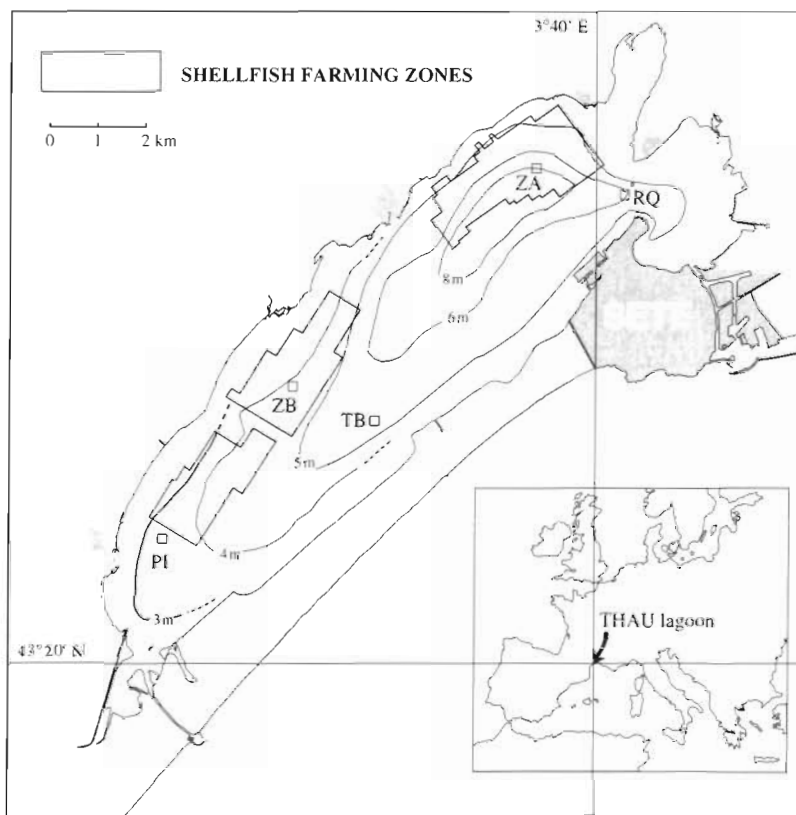 3°40' E
SHELLFISH FARMING ZONES
0 1 2 km
ZA
RQ
8m
6m
SETE
ZB
TB
5m
PI
4m
3m
THAU lagoon
43°20' N